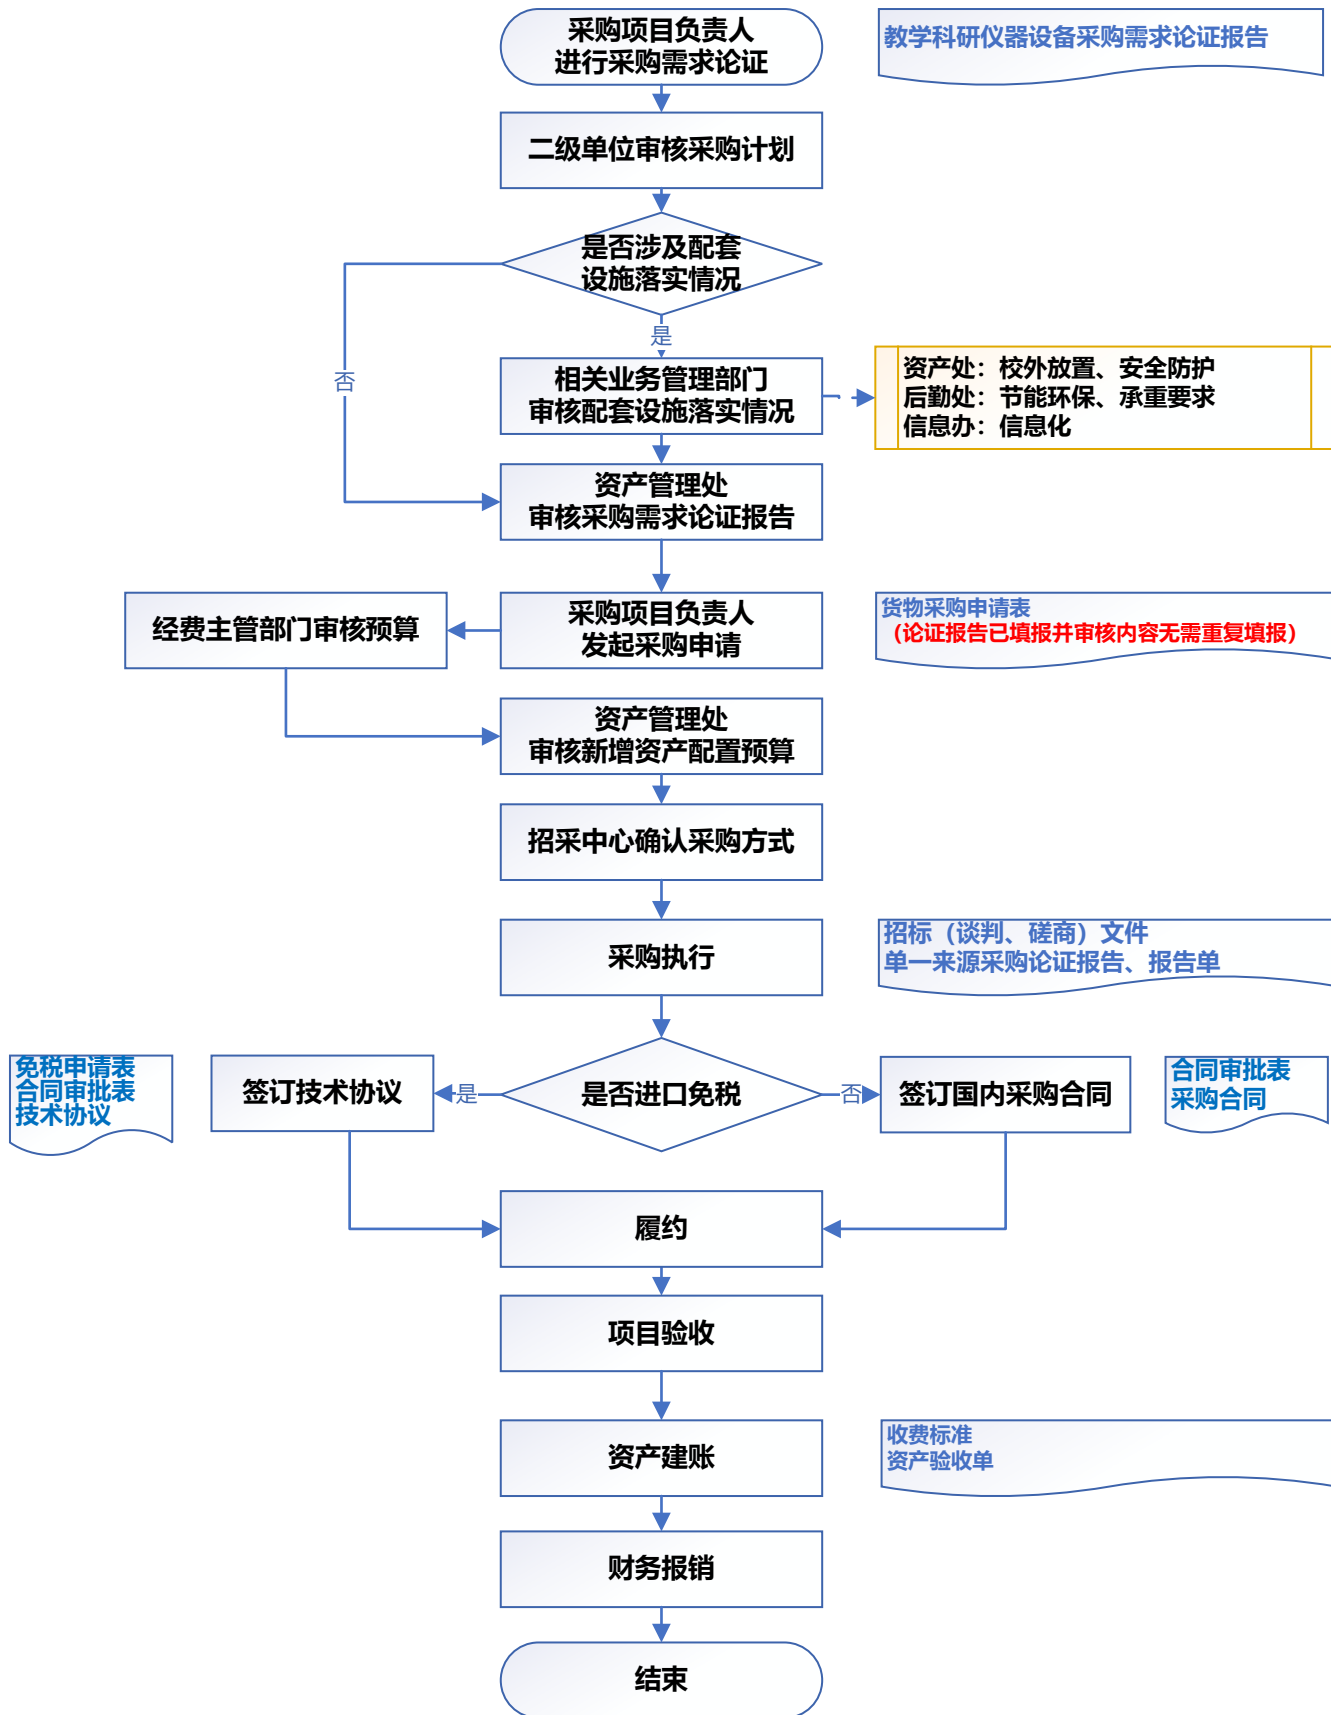 采购项目负责人
进行采购需求论证
教学科研仪器设备采购需求论证报告
二级单位审核采购计划
是否涉及配套
设施落实情况
是
否
相关业务管理部门
审核配套设施落实情况
资产处：校外放置、安全防护
后勤处：节能环保、承重要求
信息办：信息化
资产管理处
审核采购需求论证报告
经费主管部门审核预算
采购项目负责人
发起采购申请
货物采购申请表
（论证报告已填报并审核内容无需重复填报）
资产管理处
审核新增资产配置预算
招采中心确认采购方式
采购执行
招标（谈判、磋商）文件
单一来源采购论证报告、报告单
免税申请表
合同审批表
技术协议
签订技术协议
是
是否进口免税
否
签订国内采购合同
合同审批表
采购合同
履约
项目验收
资产建账
收费标准
资产验收单
财务报销
结束